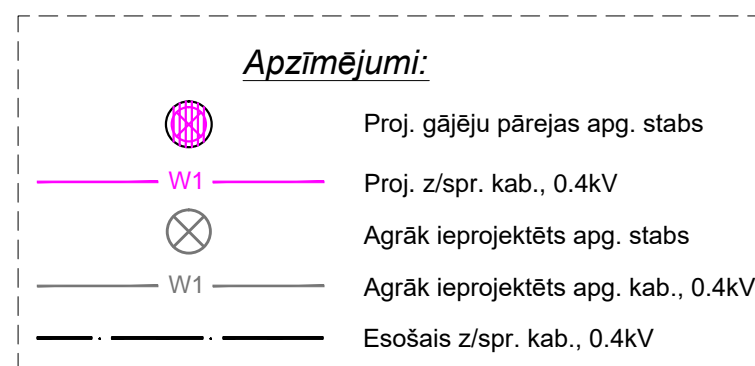 Apzīmējumi:
Proj. gājēju pārejas apg. stabs
W1 Proj. z/spr. kab., 0.4kV
Agrāk ieprojektēts apg. stabs
W1 Agrāk ieprojektēts apg. kab., 0.4kV
Esošais z/spr. kab., 0.4kV